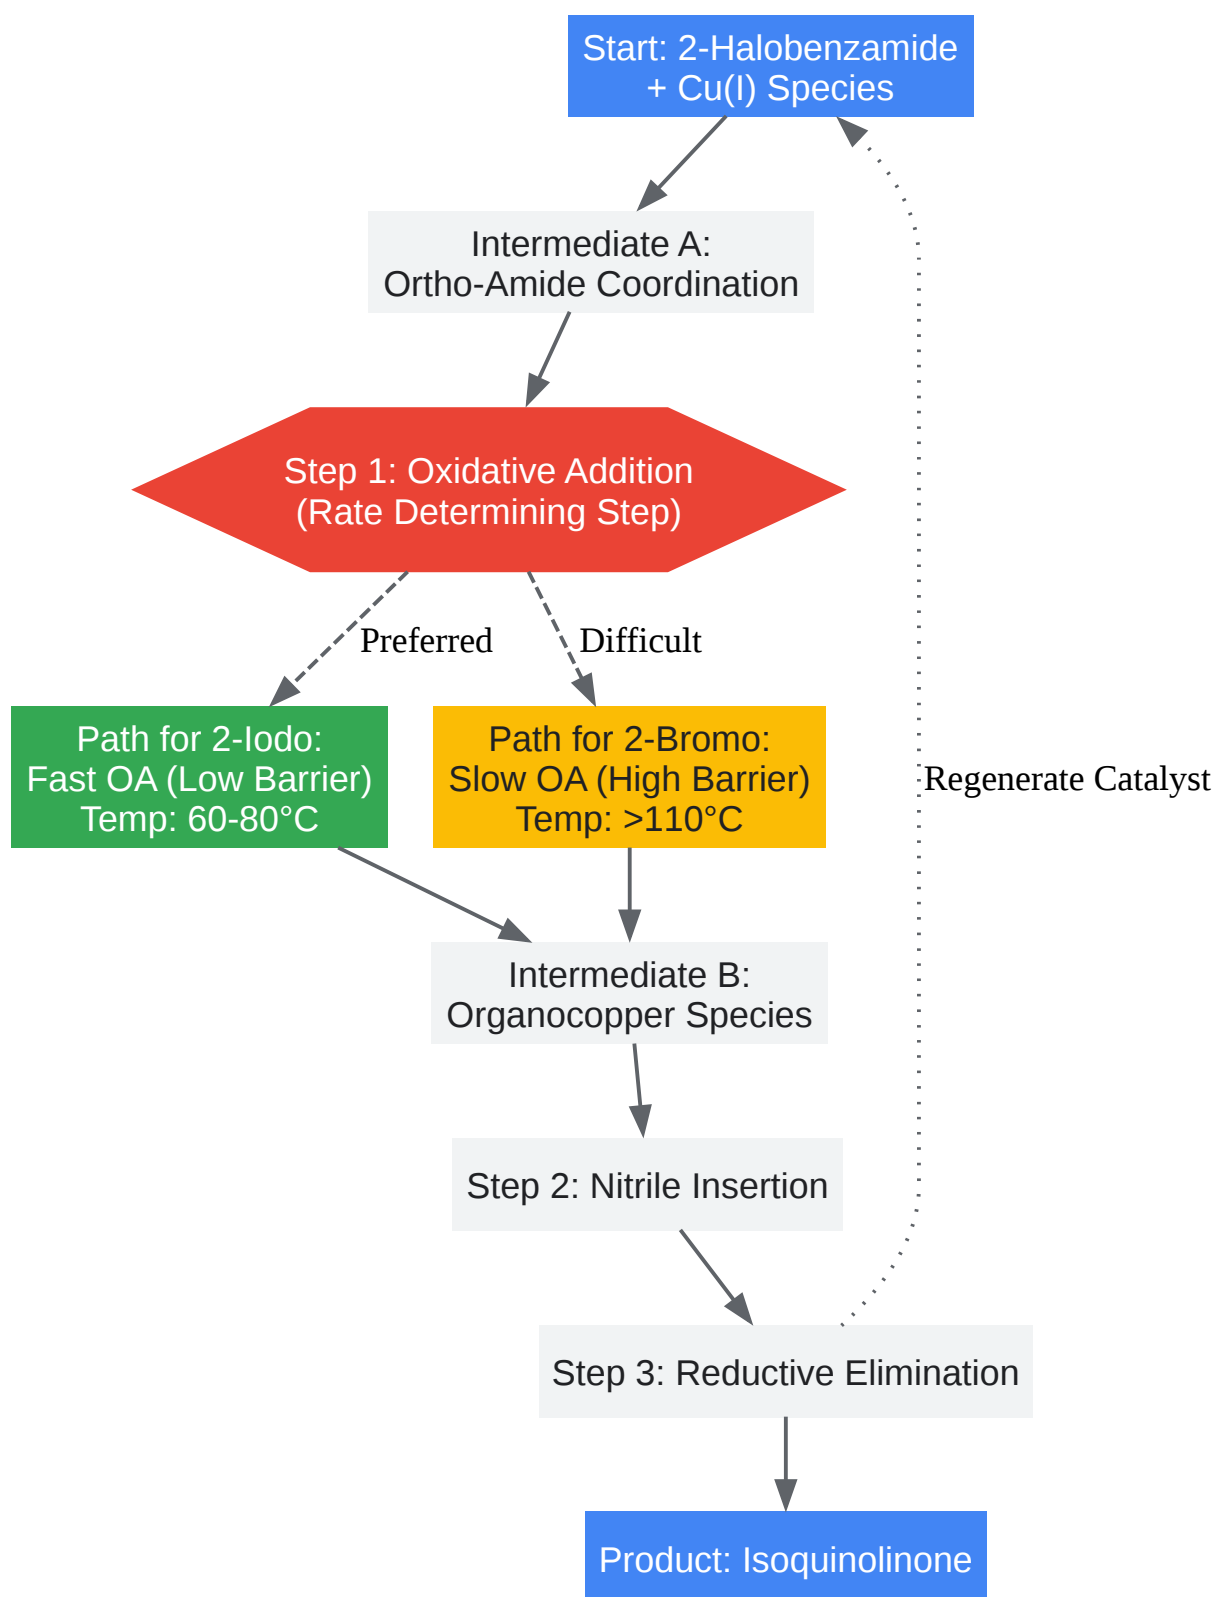 Start: 2-Halobenzamide
+ Cu(I) Species
Intermediate A:
Ortho-Amide Coordination
Step 1: Oxidative Addition
(Rate Determining Step)
Preferred
Difficult
Path for 2-Iodo:
Fast OA (Low Barrier)
Temp: 60-80°C
Path for 2-Bromo:
Slow OA (High Barrier)
Temp: >110°C
Regenerate Catalyst
Intermediate B:
Organocopper Species
Step 2: Nitrile Insertion
Step 3: Reductive Elimination
Product: Isoquinolinone